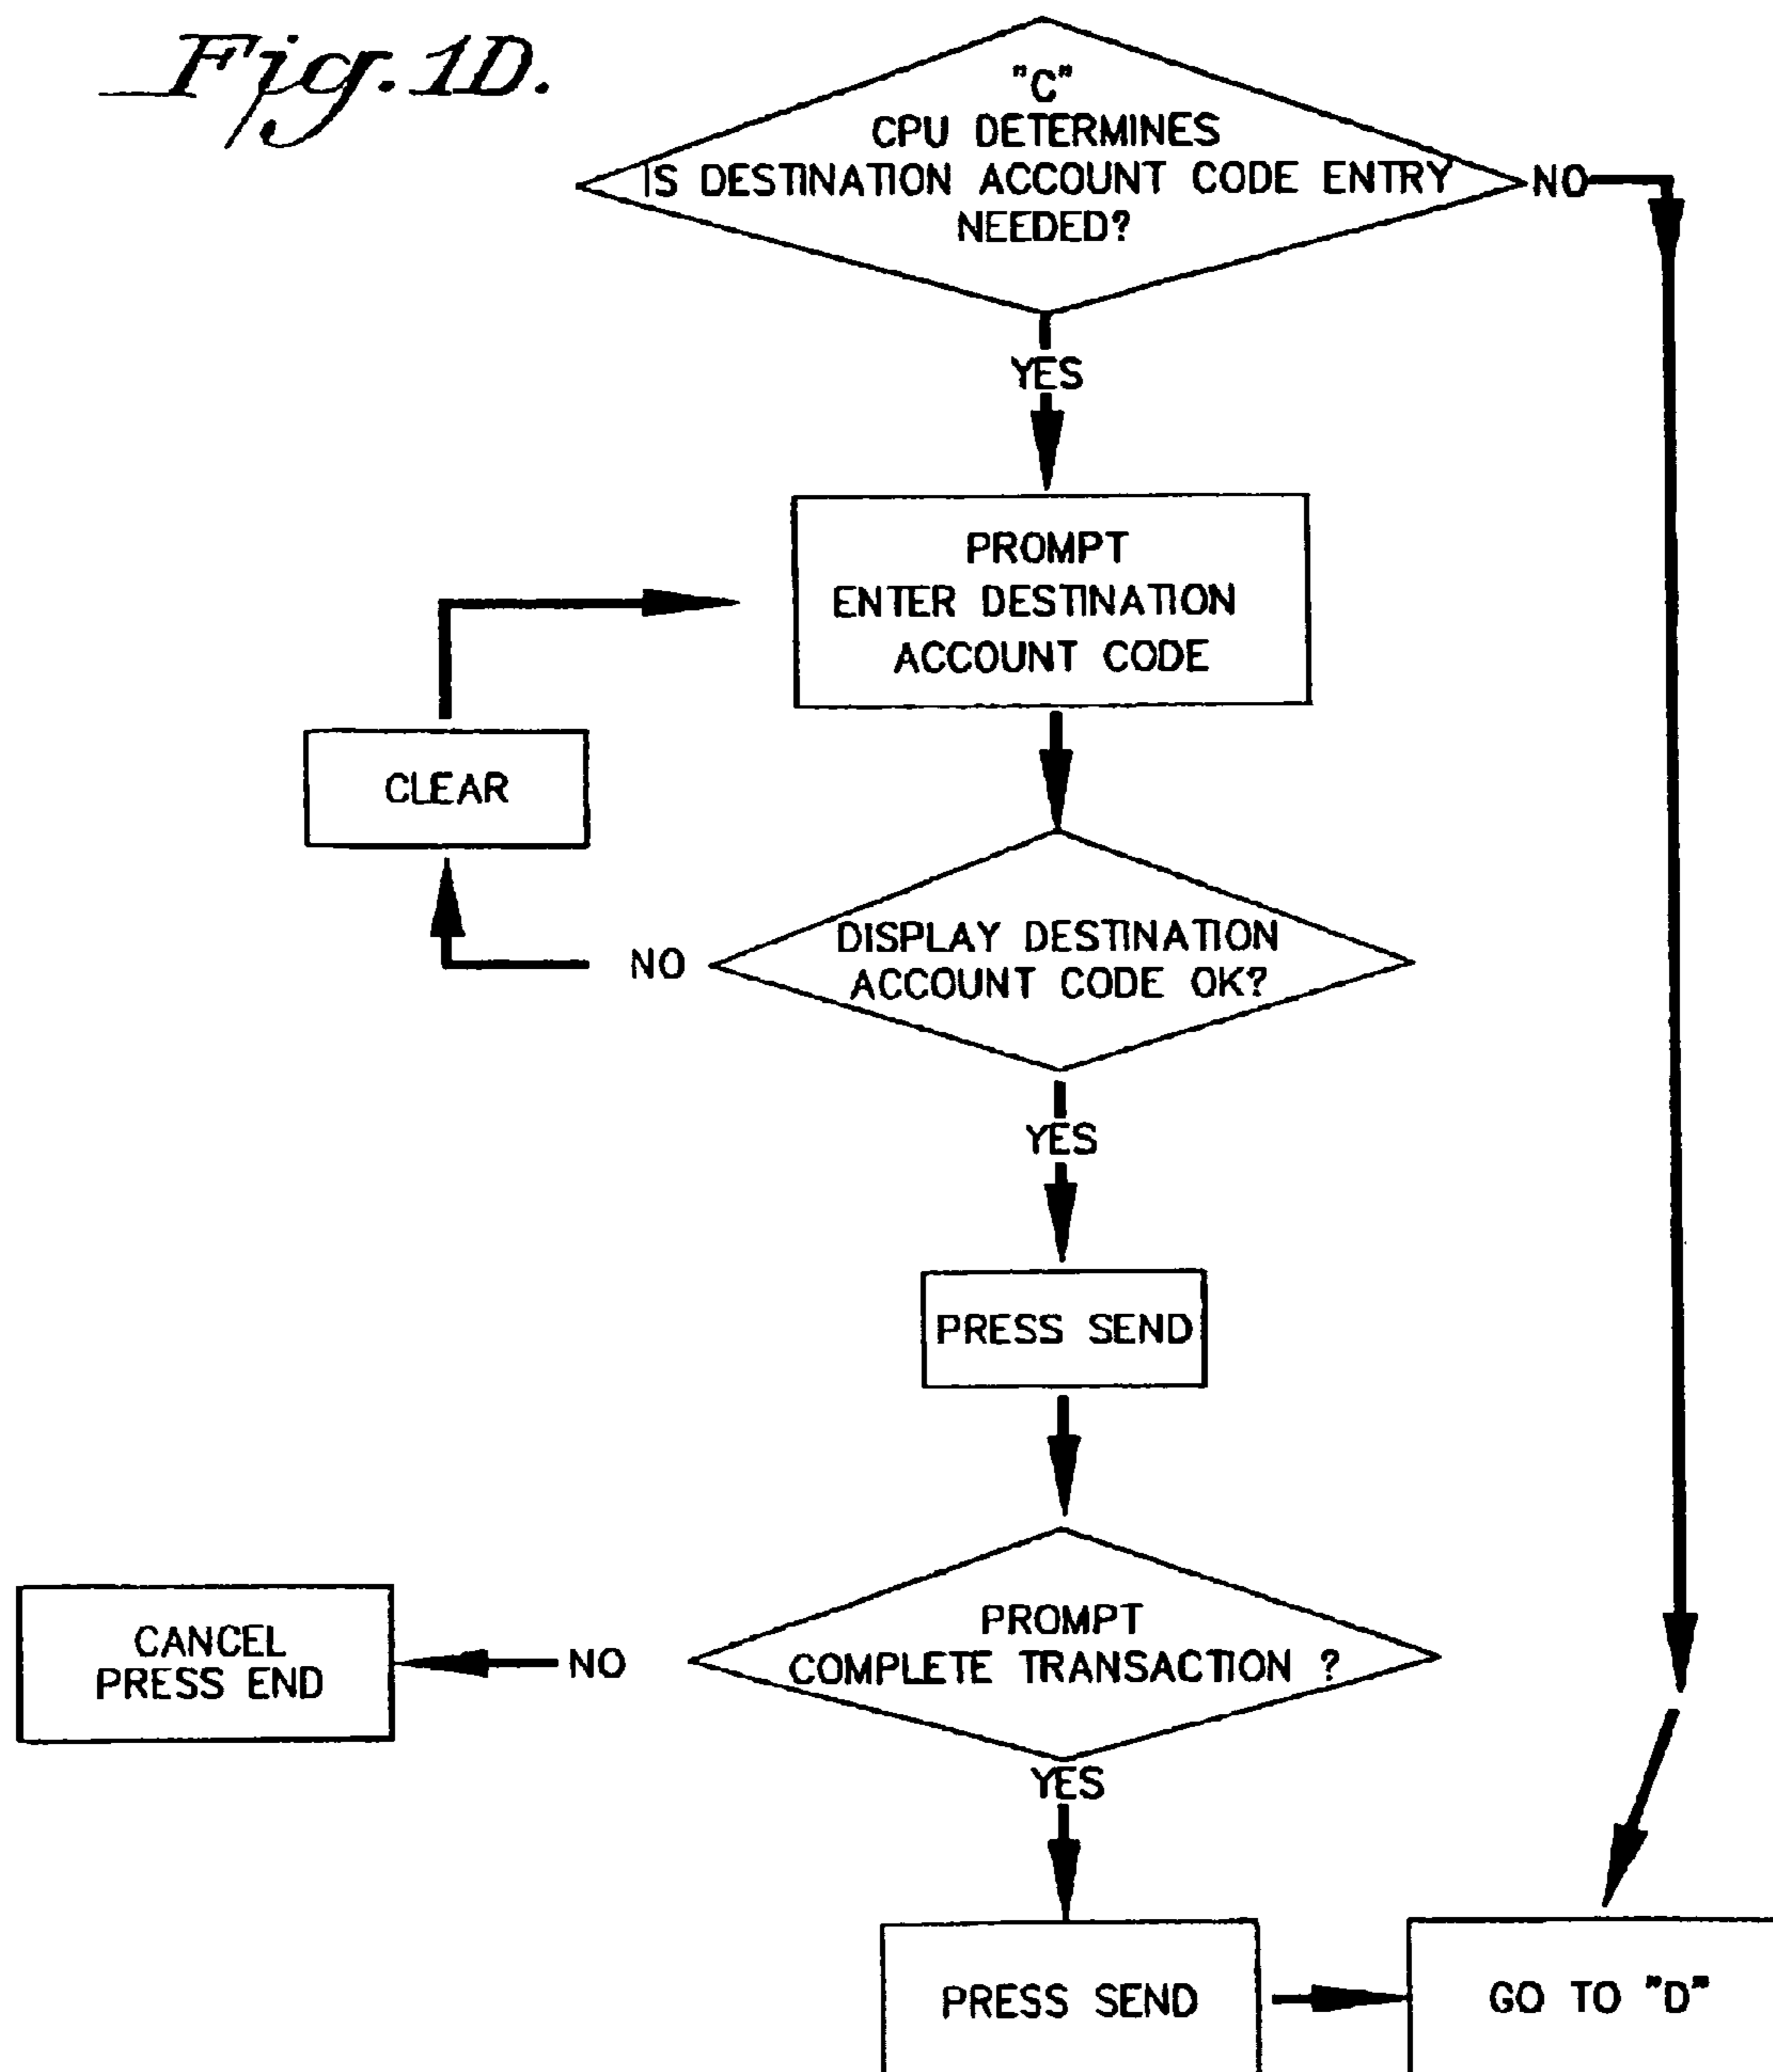 Fig. 1D.
"C"
CPU DETERMINES
IS DESTINATION ACCOUNT CODE ENTRY
NEEDED?
NO
YES
PROMPT
ENTER DESTINATION
ACCOUNT CODE
CLEAR
DISPLAY DESTINATION
ACCOUNT CODE OK?
NO
YES
PRESS SEND
PROMPT
COMPLETE TRANSACTION ?
NO
CANCEL
PRESS END
YES
PRESS SEND
GO TO "D"